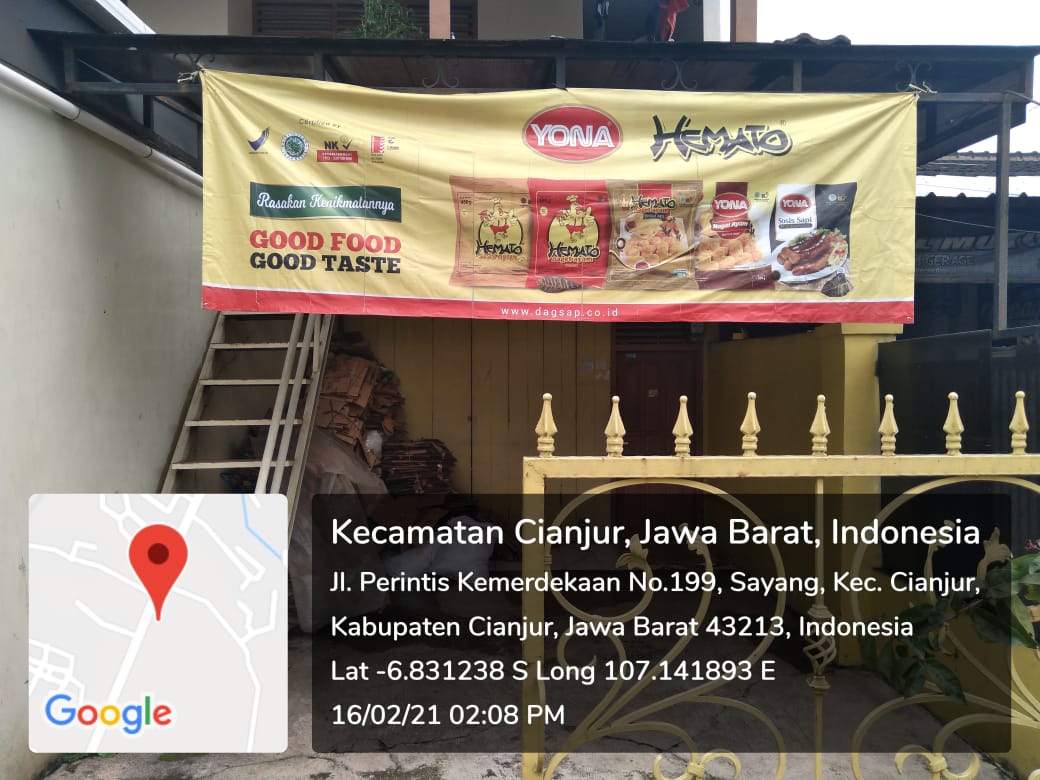 Certified by
NK
YONA
HEMATO
Rasakan Kenikmatannya
GOOD FOOD
GOOD TASTE
HEMATO
HEMATO
HEMATO
YONA
Naget Ayam
YONA
Sosis Sapi
www.dagsap.co.id
Kecamatan Cianjur, Jawa Barat, Indonesia
Jl. Perintis Kemerdekaan No.199, Sayang, Kec. Cianjur,
Kabupaten Cianjur, Jawa Barat 43213, Indonesia
Lat -6.831238 S Long 107.141893 E
16/02/21 02:08 PM
Google